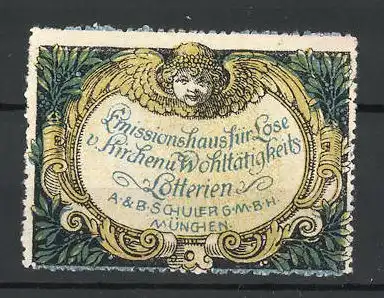 Emissionshaus für Lose
v. Kirchen u. Wohltätigkeits
Lotterien
A. & B. SCHULER G·M·B·H·
MÜNCHEN·